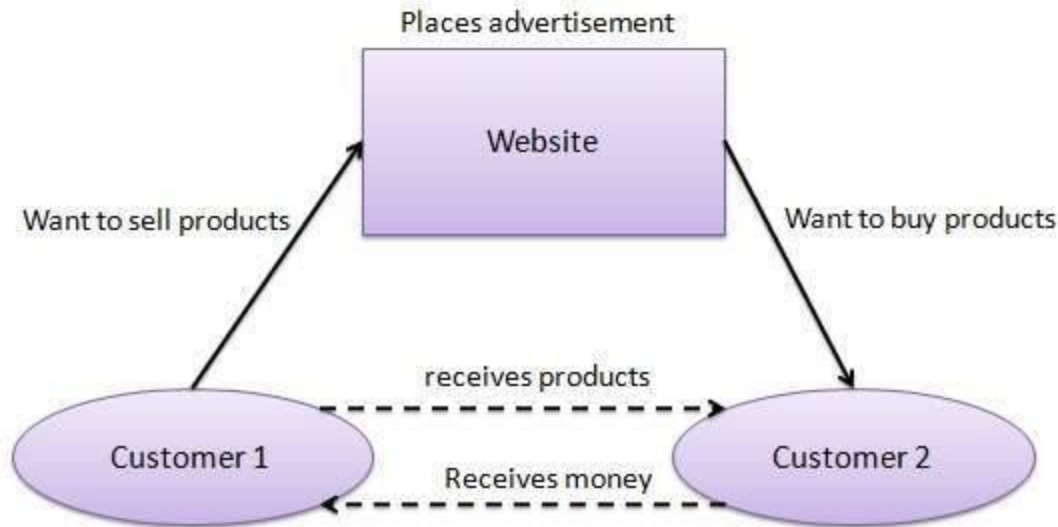 Places advertisement
Website
Want to sell products
Want to buy products
receives products
Customer 1
Customer 2
Receives money